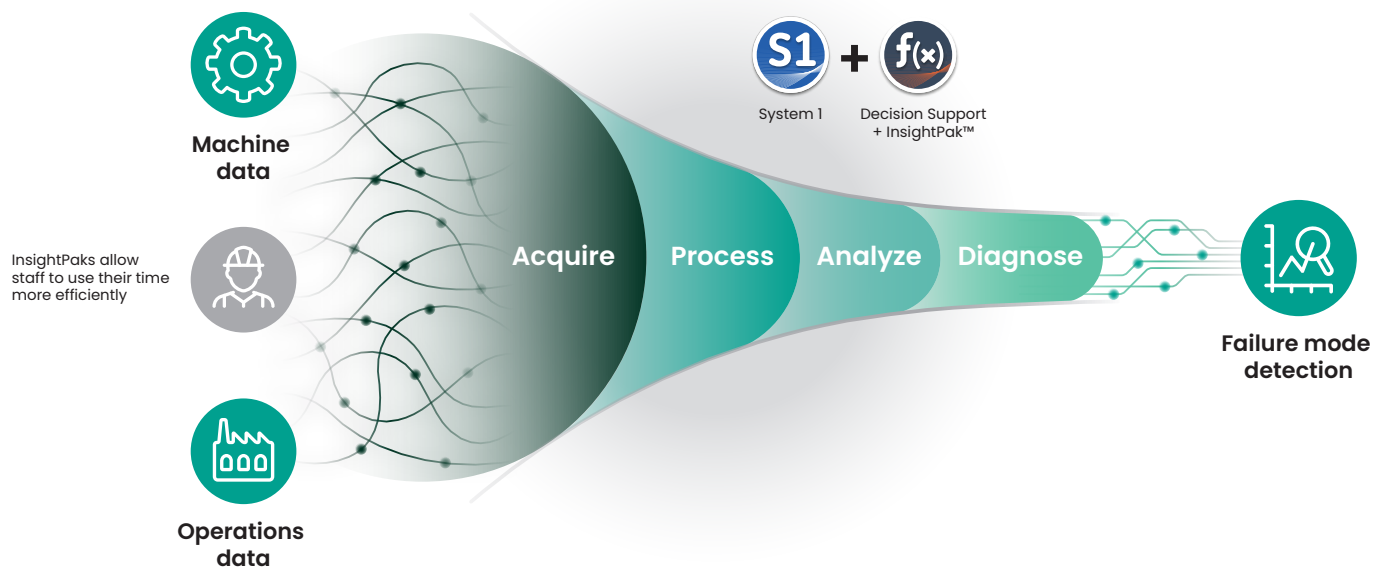 S1
f(x)
System 1
Decision Support
+ InsightPak™
Machine
data
InsightPaks allow
staff to use their time
more efficiently
Acquire
Process
Analyze
Diagnose
Failure mode
detection
Operations
data